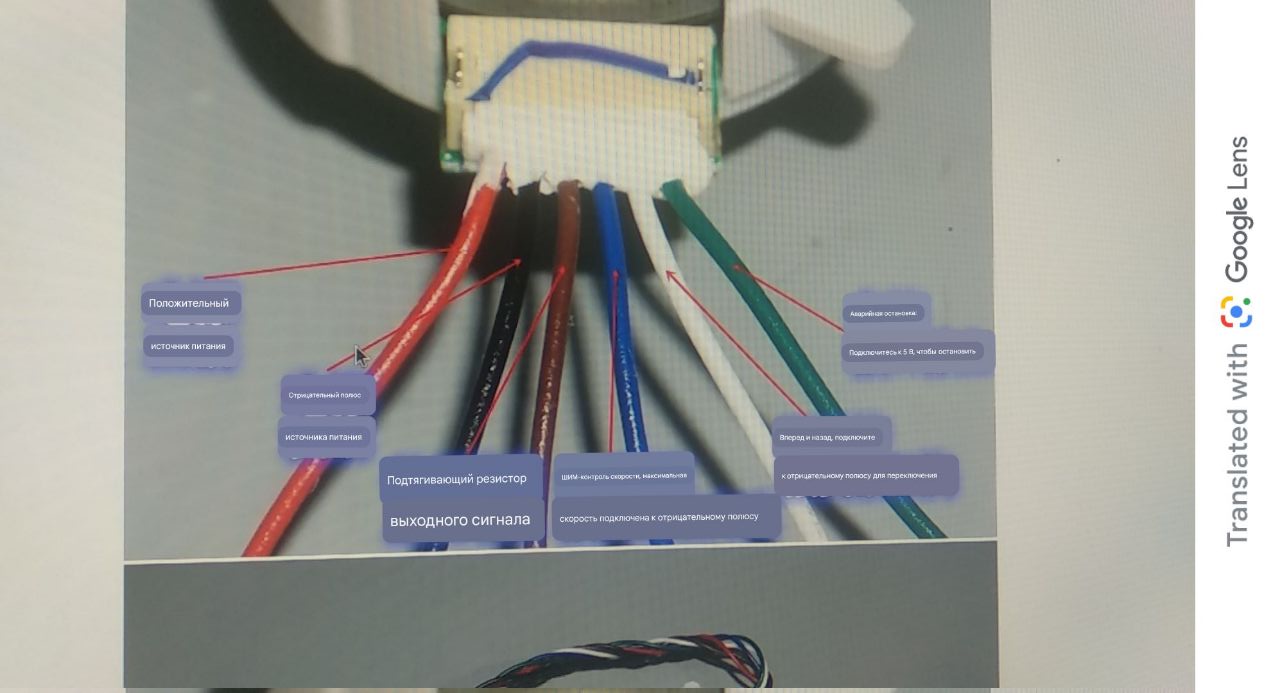 Положительный
источник питания
Отрицательный полюс
источника питания
Подтягивающий резистор
выходного сигнала
ШИМ-контроль скорости, максимальная
скорость подключена к отрицательному полюсу
Вперед и назад, подключите
к отрицательному полюсу для переключения
Аварийная остановка:
Подключитесь к 5 В, чтобы остановить
Translated with Google Lens